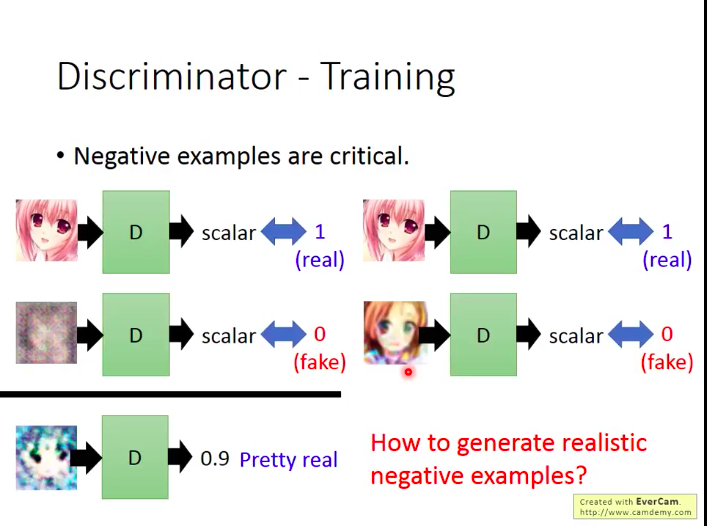 Discriminator - Training
• Negative examples are critical.
D scalar 1
(real)
D scalar 1
(real)
D scalar 0
(fake)
D scalar 0
(fake)
D 0.9 Pretty real
How to generate realistic
negative examples?
Created with EverCam.
http://www.camdemy.com